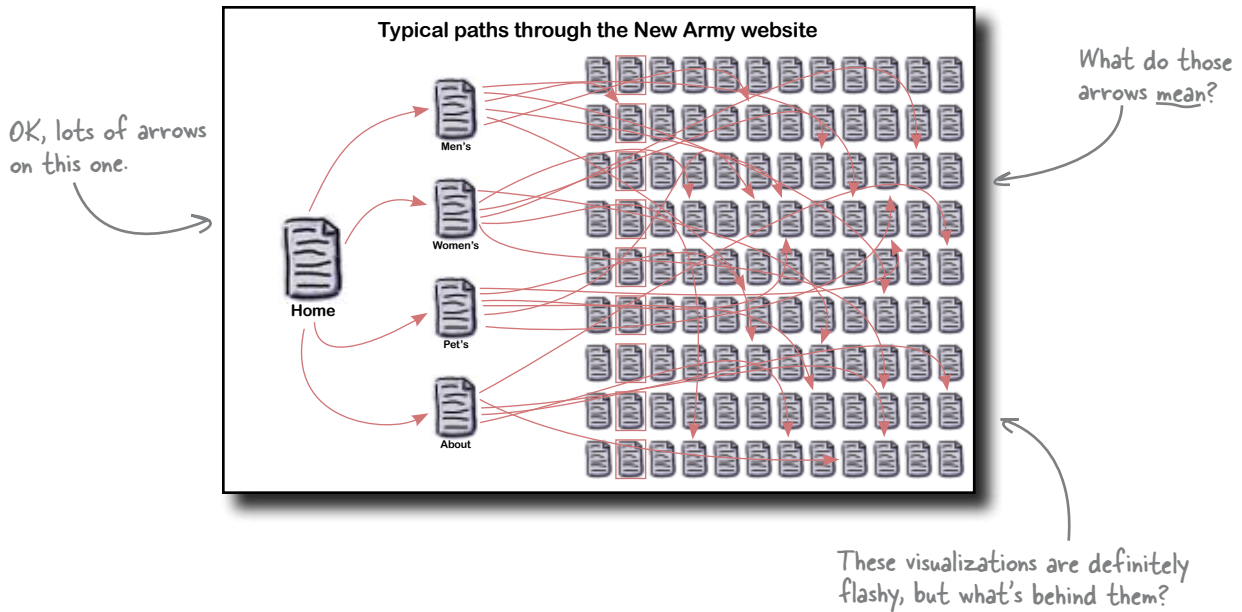 Typical paths through the New Army website
OK, lots of arrows
on this one.
What do those
arrows mean?
Men's
Women's
Home
Pet's
About
These visualizations are definitely
flashy, but what's behind them?